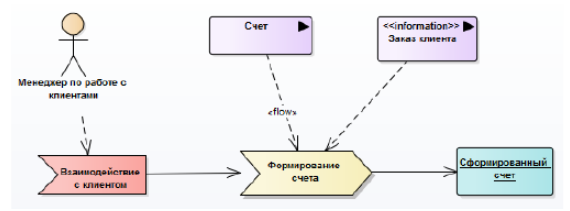 Счет
<<information>>
Заказ клиента
Менеджер по работе с
клиентами
«flow»
Взаимодействие
с клиентом
Формирование
счета
Сформированный
счет